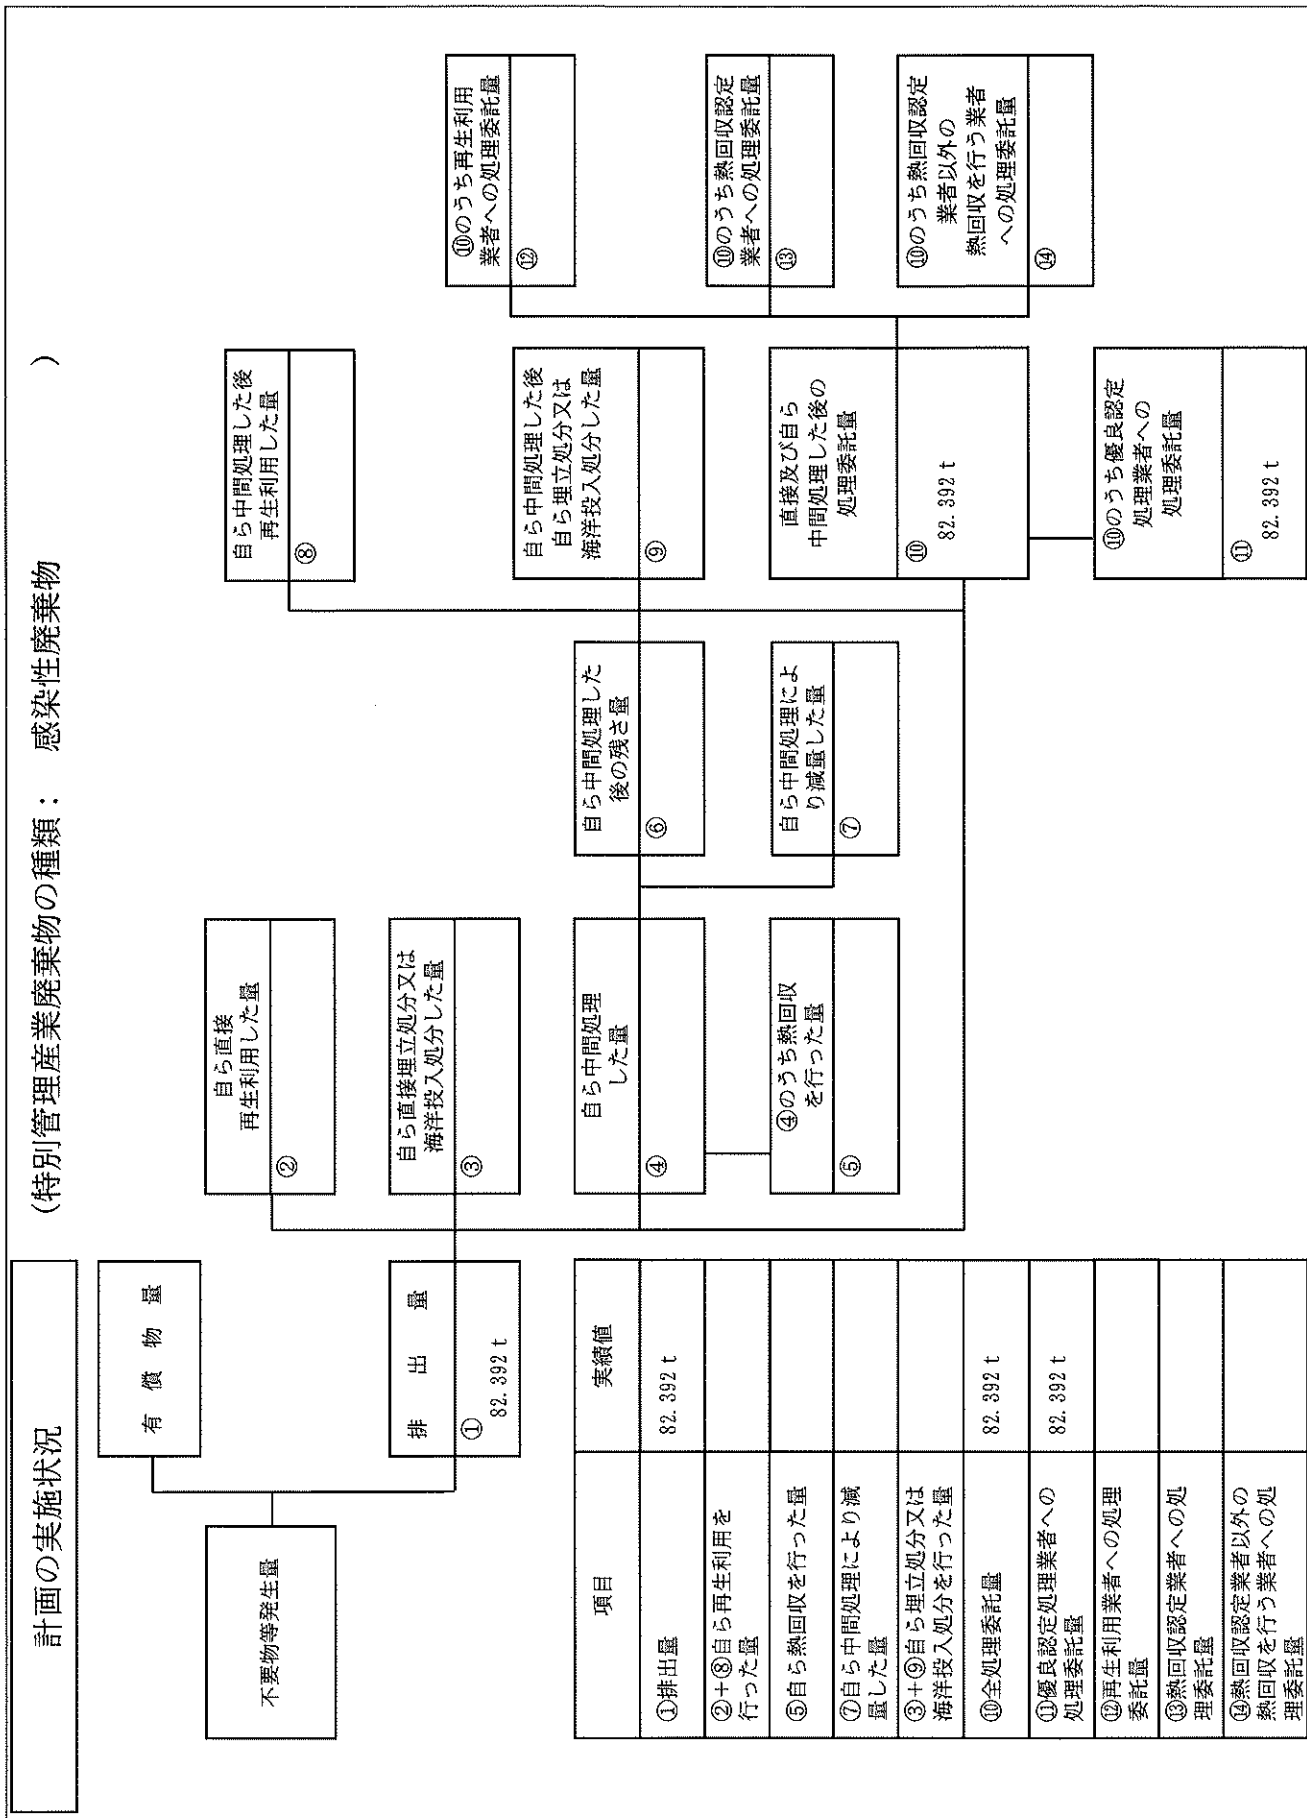 計画の実施状況
(特別管理産業廃棄物の種類： 感染性廃棄物 )
不要物等発生量
有 償 物 量
排 出 量
①
82.392t
自ら直接
再生利用した量
②
自ら直接埋立処分又は
海洋投入処分した量
③
自ら中間処理
した量
④
④のうち熱回収
を行った量
⑤
自ら中間処理した
後の残さ量
⑥
自ら中間処理によ
り減量した量
⑦
自ら中間処理した後
再生利用した量
⑧
自ら中間処理した後
自ら埋立処分又は
海洋投入処分した量
⑨
直接及び自ら
中間処理した後の
処理委託量
⑩
82.392t
⑩のうち優良認定
処理業者への
処理委託量
⑪
82.392t
⑩のうち再生利用
業者への処理委託量
⑫
⑩のうち熱回収認定
業者への処理委託量
⑬
⑩のうち熱回収認定
業者以外の
熱回収を行う業者
への処理委託量
⑭
項目 実績値
①排出量 82.392t
②+⑧自ら再生利用を
行った量
⑤自ら熱回収を行った量
⑦自ら中間処理により減
量した量
③+⑨自ら埋立処分又は
海洋投入処分を行った量
⑩全処理委託量 82.392t
⑪優良認定処理業者への
処理委託量 82.392t
⑫再生利用業者への処理
委託量
⑬熱回収認定業者への処
理委託量
⑭熱回収認定業者以外の
熱回収を行う業者への処
理委託量